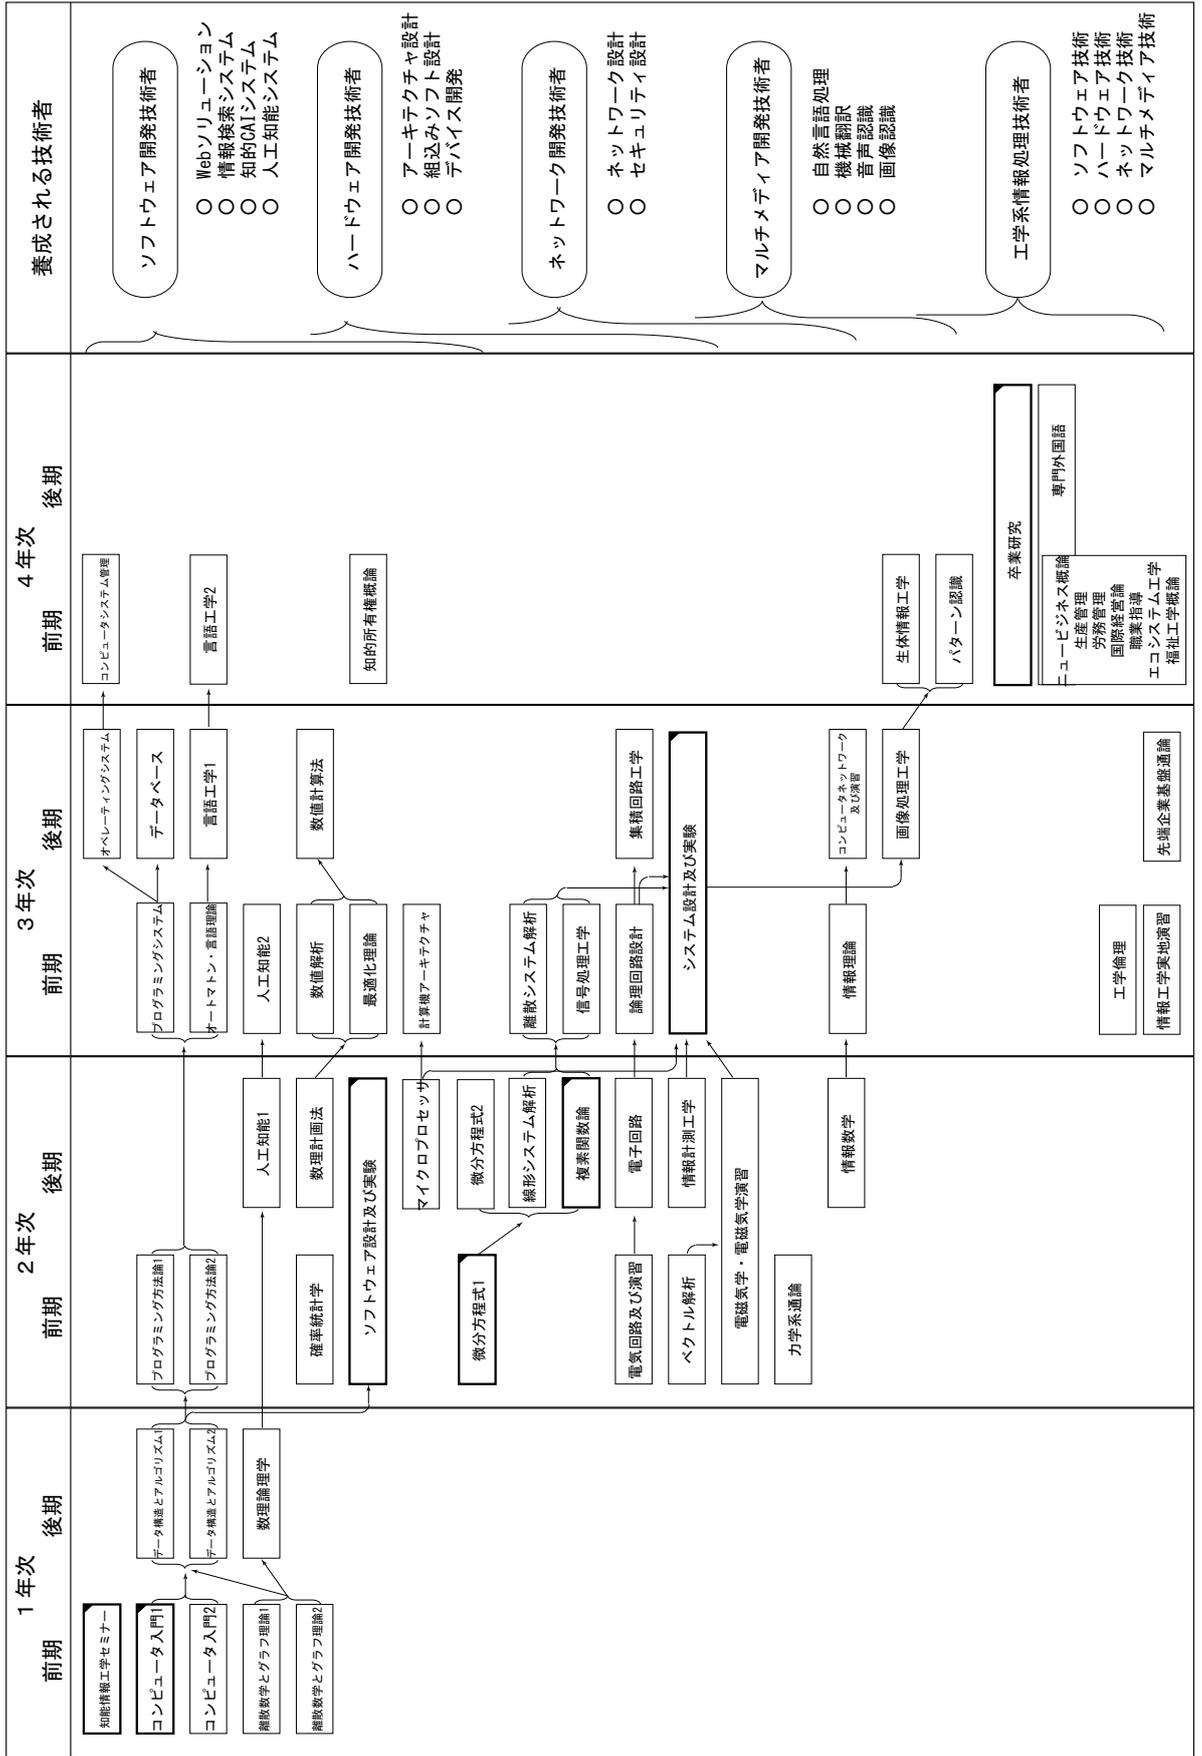 1年次
前期
後期
2年次
前期
後期
3年次
前期
後期
4年次
前期
後期
養成される技術者
知能情報工学セミナー
コンピュータ入門1
コンピュータ入門2
離散数学とグラフ理論1
離散数学とグラフ理論2
データ構造とアルゴリズム1
データ構造とアルゴリズム2
数理論理学
プログラミング方法論1
プログラミング方法論2
確率統計学
ソフトウェア設計及び実験
微分方程式1
電気回路及び演習
ベクトル解析
電磁気学・電磁気学演習
力学系通論
人工知能1
数理計画法
マイクロプロセッサ
微分方程式2
線形システム解析
複素関数論
電子回路
情報計測工学
情報数学
プログラミングシステム
オートマトン・言語理論
人工知能2
数値解析
最適化理論
計算機アーキテクチャ
離散システム解析
信号処理工学
論理回路設計
システム設計及び実験
情報理論
工学倫理
情報工学実地演習
オペレーティングシステム
データベース
言語工学1
数値計算法
集積回路工学
コンピュータネットワーク
及び演習
画像処理工学
先端企業基盤通論
コンピュータシステム管理
言語工学2
知的所有権概論
生体情報工学
パターン認識
卒業研究
専門外国語
ニュービジネス概論
生産管理
労務管理
国際経営論
職業指導
エコシステム工学
福祉工学概論
ソフトウェア開発技術者
○ Webソリューション
○ 情報検索システム
○ 知的CAIシステム
○ 人工知能システム
ハードウェア開発技術者
○ アーキテクチャ設計
○ 組込みソフト設計
○ デバイス開発
ネットワーク開発技術者
○ ネットワーク設計
○ セキュリティ設計
マルチメディア開発技術者
○ 自然言語処理
○ 機械翻訳
○ 音声認識
○ 画像認識
工学系情報処理技術者
○ ソフトウェア技術
○ ハードウェア技術
○ ネットワーク技術
○ マルチメディア技術